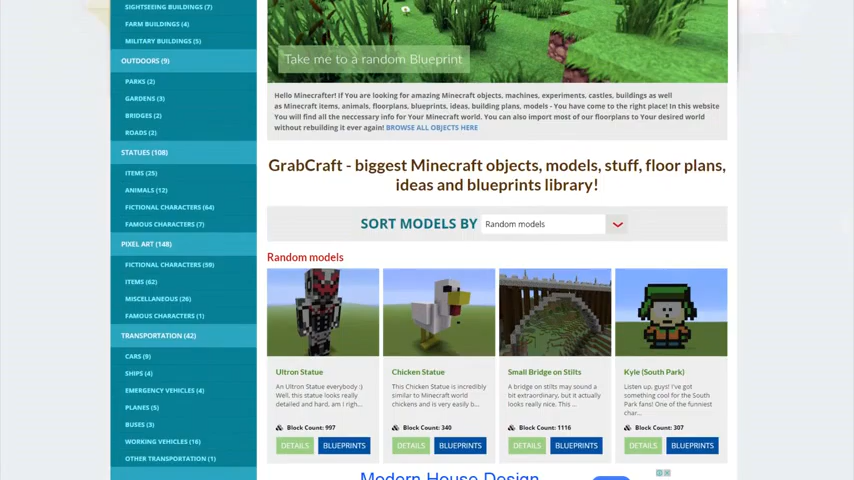 SIGHTSEEING BUILDINGS (7)
FARM BUILDINGS (4)
MILITARY BUILDINGS (5)
OUTDOORS (9)
PARKS (2)
GARDENS (3)
BRIDGES (2)
ROADS (2)
STATUES (108)
ITEMS (25)
ANIMALS (12)
FICTIONAL CHARACTERS (64)
FAMOUS CHARACTERS (7)
PIXEL ART (148)
FICTIONAL CHARACTERS (59)
ITEMS (62)
MISCELLANEOUS (26)
FAMOUS CHARACTERS (1)
TRANSPORTATION (42)
CARS (9)
SHIPS (4)
EMERGENCY VEHICLES (4)
PLANES (5)
BUSES (3)
WORKING VEHICLES (16)
OTHER TRANSPORTATION (1)
Take me to a random Blueprint
Hello Minecrafter! If You are looking for amazing Minecraft objects, machines, experiments, castles, buildings as well
as Minecraft items, animals, floorplans, blueprints, ideas, building plans, models - You have come to the right place! In this website
You will find all the neccessary info for Your Minecraft world. You can also import most of our floorplans to Your desired world
without rebuilding it ever again! BROWSE ALL OBJECTS HERE
GrabCraft - biggest Minecraft objects, models, stuff, floor plans,
ideas and blueprints library!
SORT MODELS BY Random models
Random models
Ultron Statue
An Ultron Statue everybody :)
Well, this statue looks really
detailed and hard, am I righ...
Block Count: 997
DETAILS BLUEPRINTS
Chicken Statue
This Chicken Statue is incredibly
similar to Minecraft world
chickens and is very easily b...
Block Count: 340
DETAILS BLUEPRINTS
Small Bridge on Stilts
A bridge on stilts may sound a
bit extraordinary, but it actually
looks really nice. This ...
Block Count: 1116
DETAILS BLUEPRINTS
Kyle (South Park)
Listen up, guys! I've got
something cool for the South
Park fans! One of the funniest
char...
Block Count: 307
DETAILS BLUEPRINTS
Modern House Design